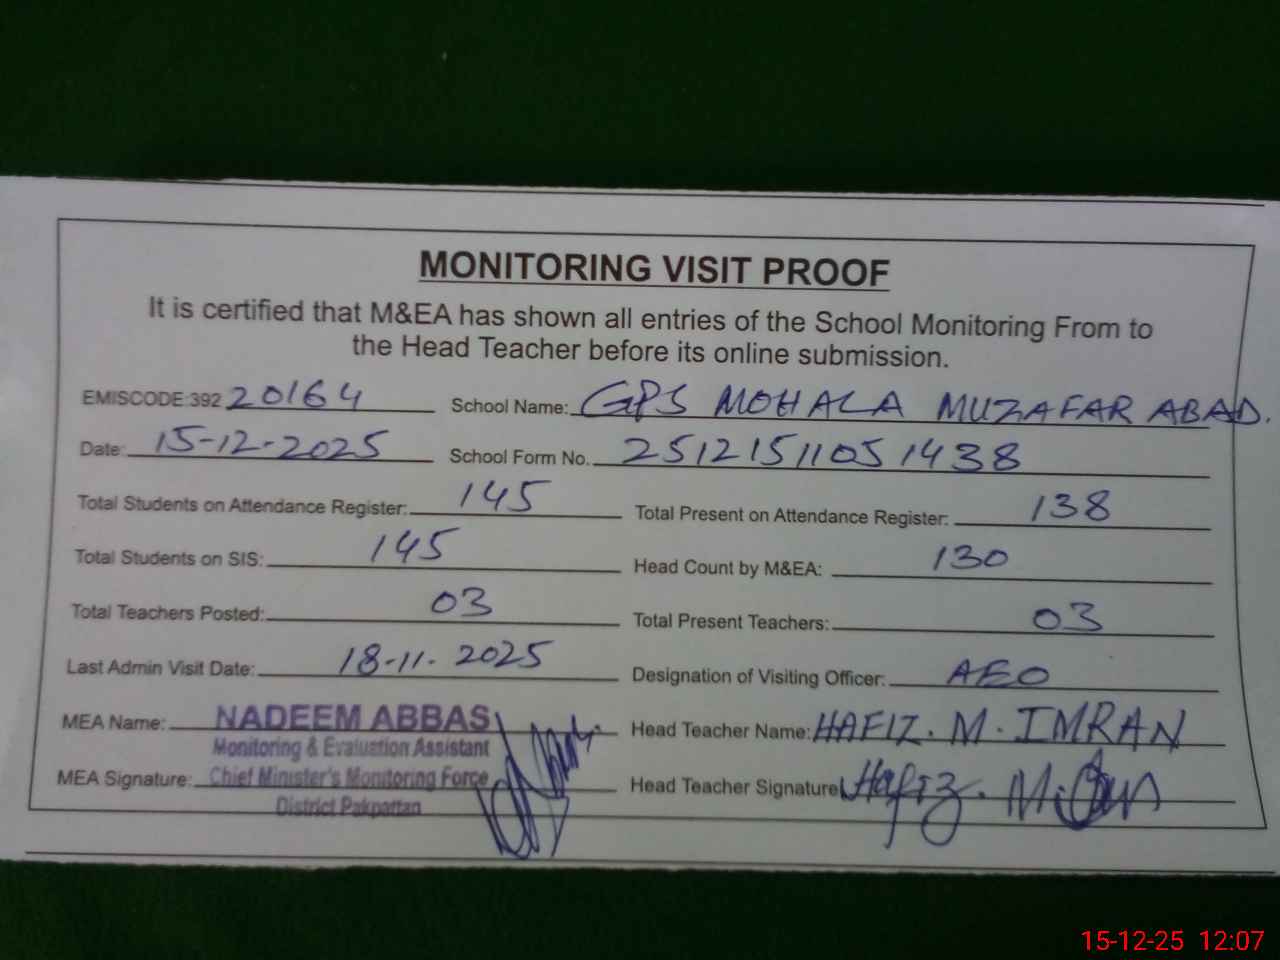 MONITORING VISIT PROOF
It is certified that M&EA has shown all entries of the School Monitoring From to
the Head Teacher before its online submission.
EMISCODE:392 20164 School Name: GPS MOHALA MUZAFAR ABAD.
Date: 15-12-2025 School Form No. 25121511051438
Total Students on Attendance Register: 145 Total Present on Attendance Register: 138
Total Students on SIS: 145 Head Count by M&EA: 130
Total Teachers Posted: 03 Total Present Teachers: 03
Last Admin Visit Date: 18-11-2025 Designation of Visiting Officer: AEO
MEA Name: NADEEM ABBAS Head Teacher Name: HAFIZ. M. IMRAN
Monitoring & Evaluation Assistant
MEA Signature: Chief Minister's Monitoring Force Head Teacher Signature Hafiz. M.
District Pakpattan
15-12-25 12:07